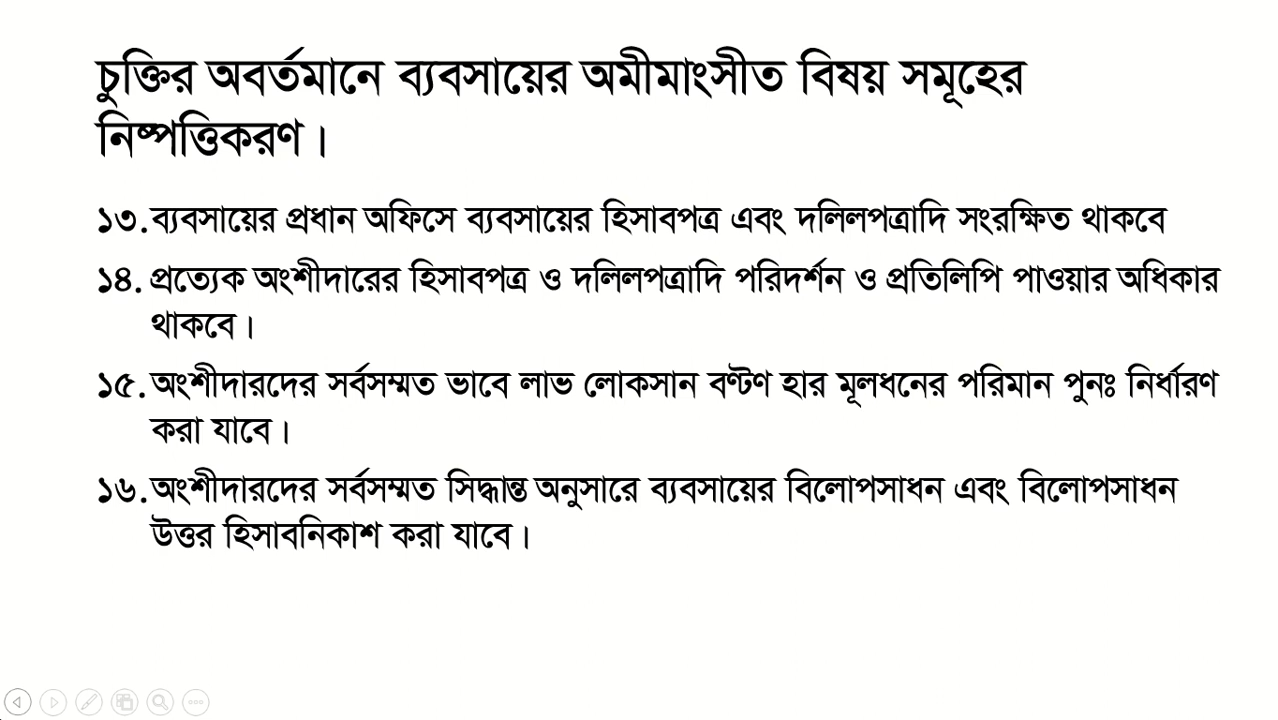 চুক্তির অবর্তমানে ব্যবসায়ের অমীমাংসীত বিষয় সমূহের
নিষ্পত্তিকরণ।
১৩.ব্যবসায়ের প্রধান অফিসে ব্যবসায়ের হিসাবপত্র এবং দলিলপত্রাদি সংরক্ষিত থাকবে
১৪. প্রত্যেক অংশীদারের হিসাবপত্র ও দলিলপত্রাদি পরিদর্শন ও প্রতিলিপি পাওয়ার অধিকার
থাকবে।
১৫. অংশীদারদের সর্বসম্মত ভাবে লাভ লোকসান বণ্টণ হার মূলধনের পরিমান পুনঃ নির্ধারণ
করা যাবে।
১৬.অংশীদারদের সর্বসম্মত সিদ্ধান্ত অনুসারে ব্যবসায়ের বিলোপসাধন এবং বিলোপসাধন
উত্তর হিসাবনিকাশ করা যাবে।